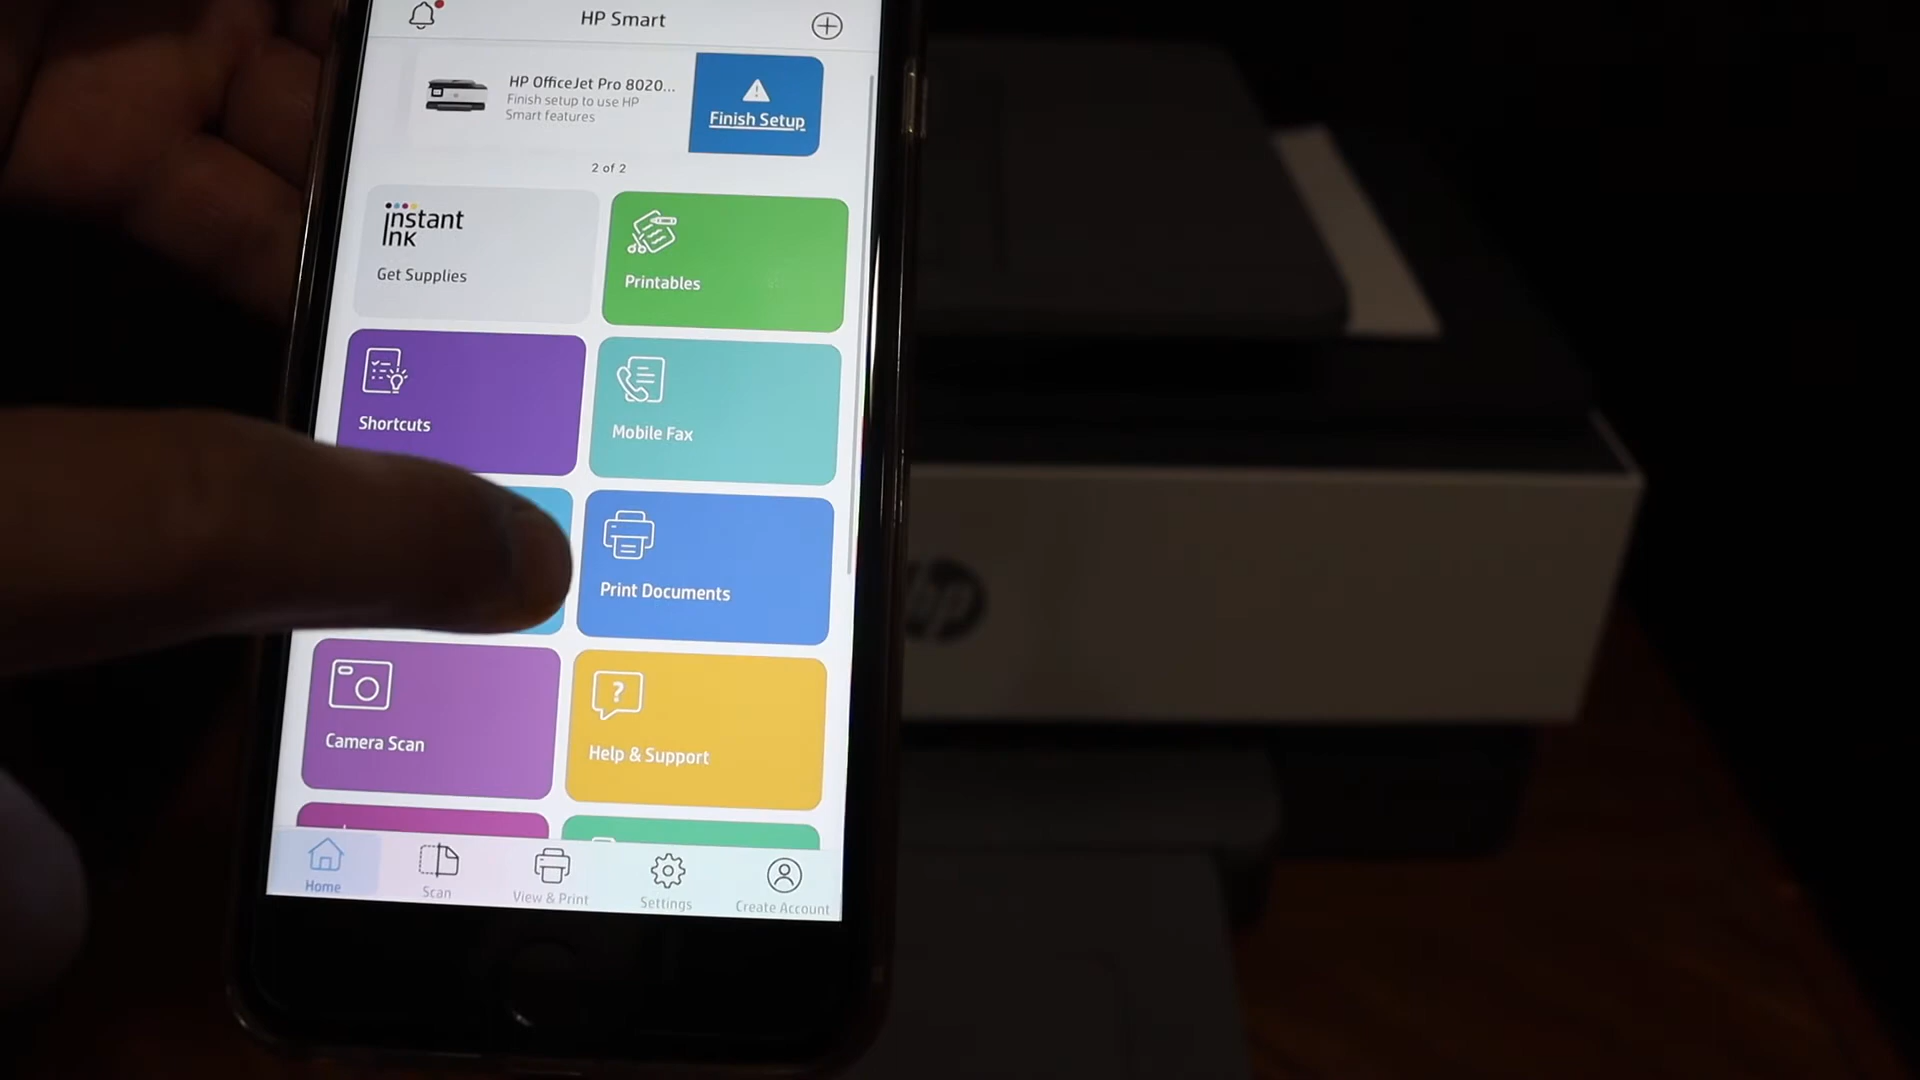 HP Smart
HP OfficeJet Pro 8020...
Finish setup to use HP
Smart features
Finish Setup
2 of 2
instant
ınk
Get Supplies
Printables
Shortcuts
Mobile Fax
Print Documents
Camera Scan
?
Help & Support
Home
Scan
View & Print
Settings
Create Account
hp